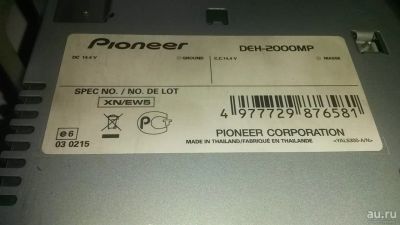 Pioneer DEH-2000MP
DC 14.4 V ⊖ GROUND C.C.14.4 V ⊖ MASSE
SPEC NO. / NO. DE LOT
XN/EW5
4 977729 876581
e6
03 0215
PIONEER CORPORATION
MADE IN THAILAND/FABRIQUÉ EN THAÏLANDE
au.ru